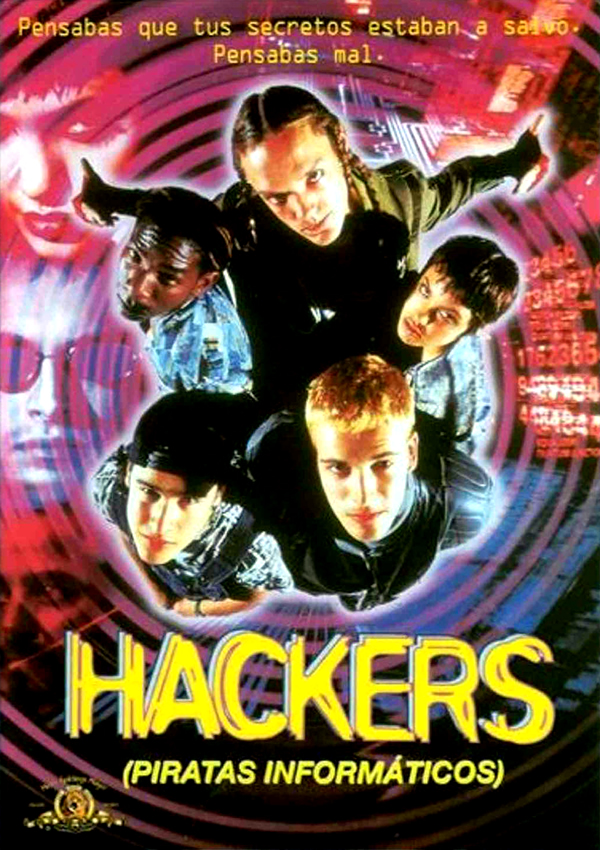 Pensabas que tus secretos estaban a salvo.
Pensabas mal.
HACKERS
(PIRATAS INFORMÁTICOS)